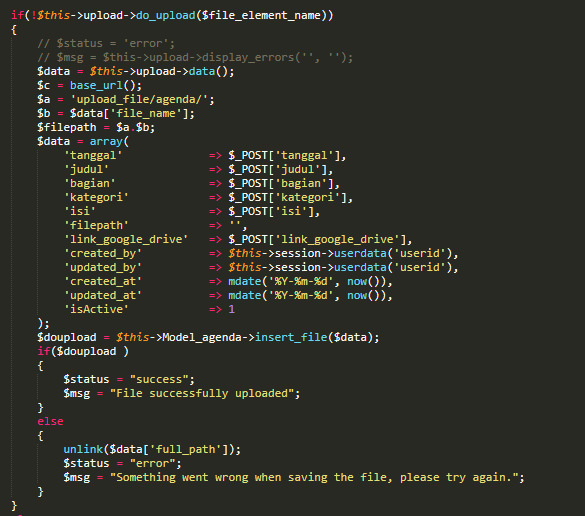 if(!$this->upload->do_upload($file_element_name))
{
// $status = 'error';
// $msg = $this->upload->display_errors('', '');
$data = $this->upload->data();
$c = base_url();
$a = 'upload_file/agenda/';
$b = $data['file_name'];
$filepath = $a.$b;
$data = array(
'tanggal' => $_POST['tanggal'],
'judul' => $_POST['judul'],
'bagian' => $_POST['bagian'],
'kategori' => $_POST['kategori'],
'isi' => $_POST['isi'],
'filepath' => '',
'link_google_drive' => $_POST['link_google_drive'],
'created_by' => $this->session->userdata('userid'),
'updated_by' => $this->session->userdata('userid'),
'created_at' => mdate('%Y-%m-%d', now()),
'updated_at' => mdate('%Y-%m-%d', now()),
'isActive' => 1
);
$doupload = $this->Model_agenda->insert_file($data);
if($doupload )
{
$status = "success";
$msg = "File successfully uploaded";
}
else
{
unlink($data['full_path']);
$status = "error";
$msg = "Something went wrong when saving the file, please try again.";
}
}